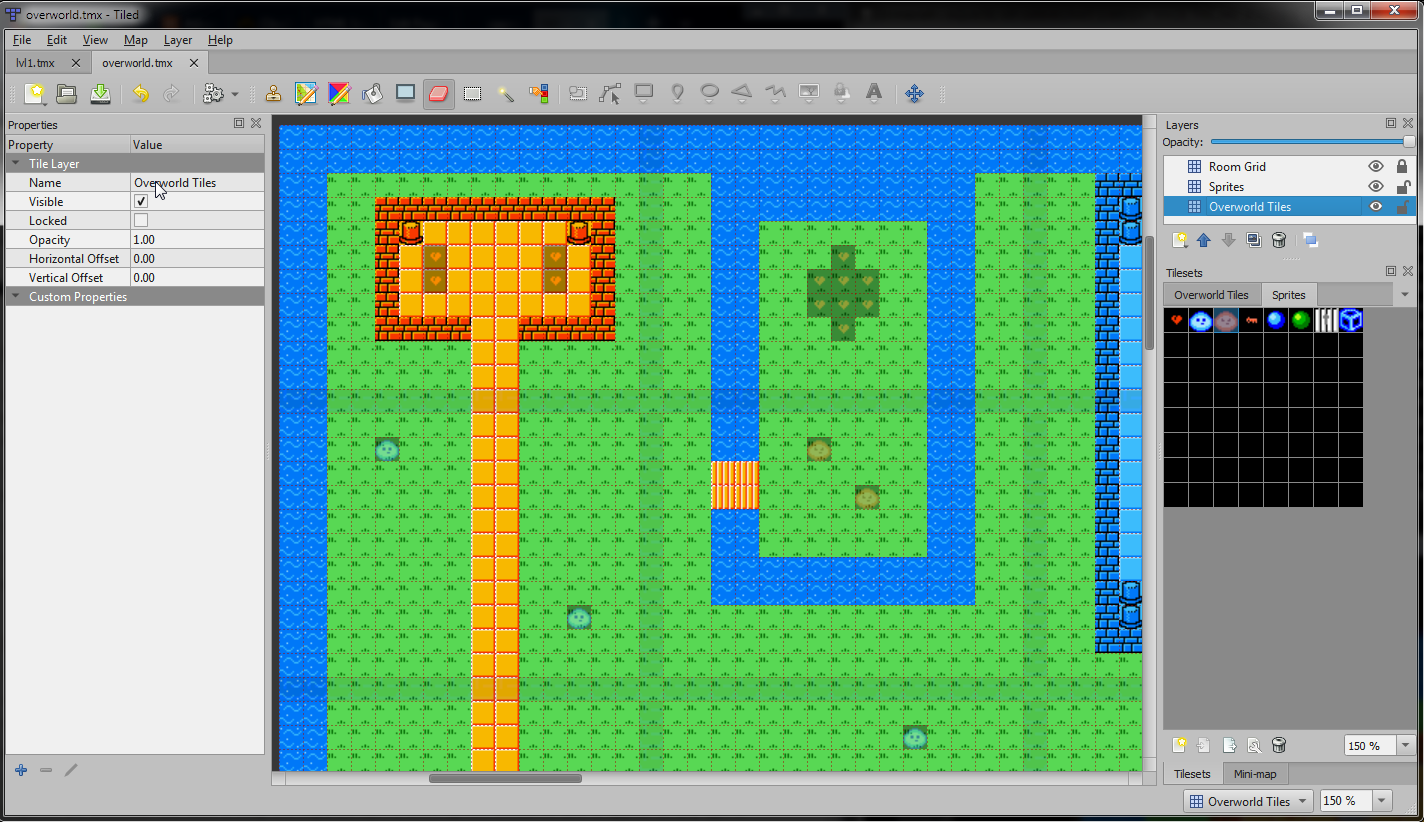 overworld.tmx - Tiled
File Edit View Map Layer Help
lvl1.tmx overworld.tmx
Properties
Property Value
Tile Layer
Name Overworld Tiles
Visible
Locked
Opacity 1.00
Horizontal Offset 0.00
Vertical Offset 0.00
Custom Properties
Layers
Opacity:
Room Grid
Sprites
Overworld Tiles
Tilesets
Overworld Tiles Sprites
150 %
Tilesets Mini-map
Overworld Tiles 150 %